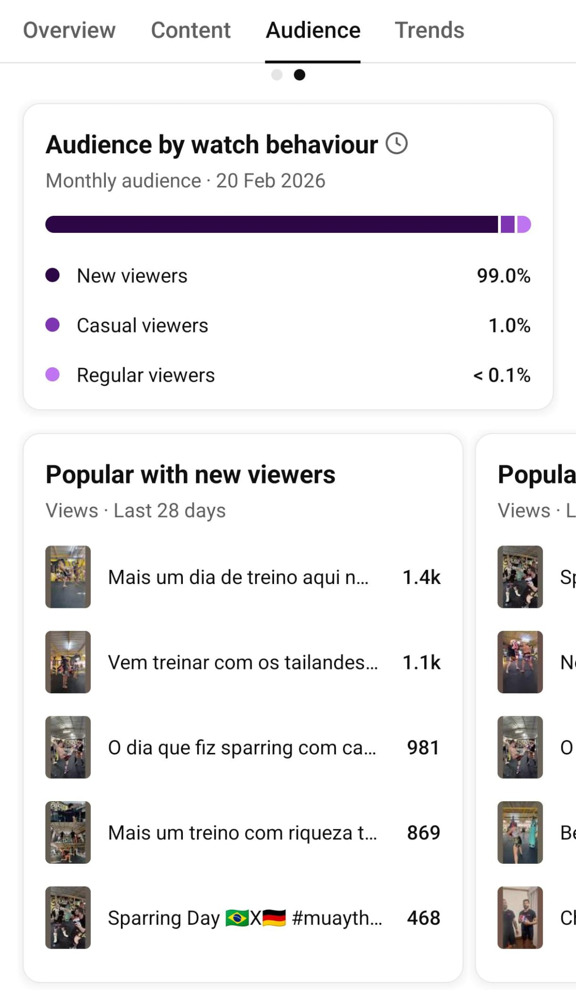 Overview Content Audience Trends
Audience by watch behaviour
Monthly audience · 20 Feb 2026
New viewers 99.0%
Casual viewers 1.0%
Regular viewers < 0.1%
Popular with new viewers
Views · Last 28 days
Mais um dia de treino aqui n... 1.4k
Vem treinar com os tailandes... 1.1k
O dia que fiz sparring com ca... 981
Mais um treino com riqueza t... 869
Sparring Day 🇧🇷X🇩🇪 #muayth... 468
Popula
Views · L
Sp
O
Be